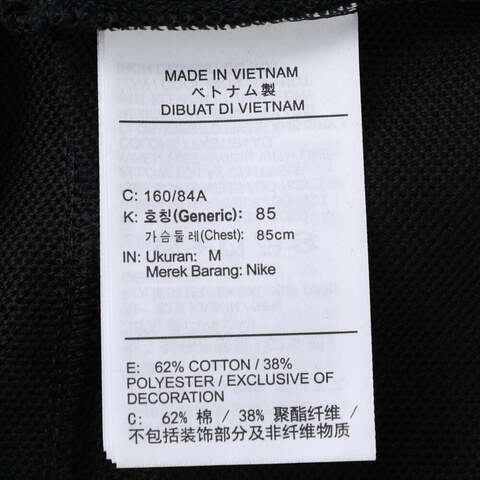 MADE IN VIETNAM
ベトナム製
DIBUAT DI VIETNAM
C: 160/84A
K: 호칭(Generic): 85
가슴둘레(Chest): 85cm
IN: Ukuran: M
Merek Barang: Nike
E: 62% COTTON / 38%
POLYESTER / EXCLUSIVE OF
DECORATION
C: 62% 棉 / 38% 聚酯纤维 /
不包括装饰部分及非纤维物质